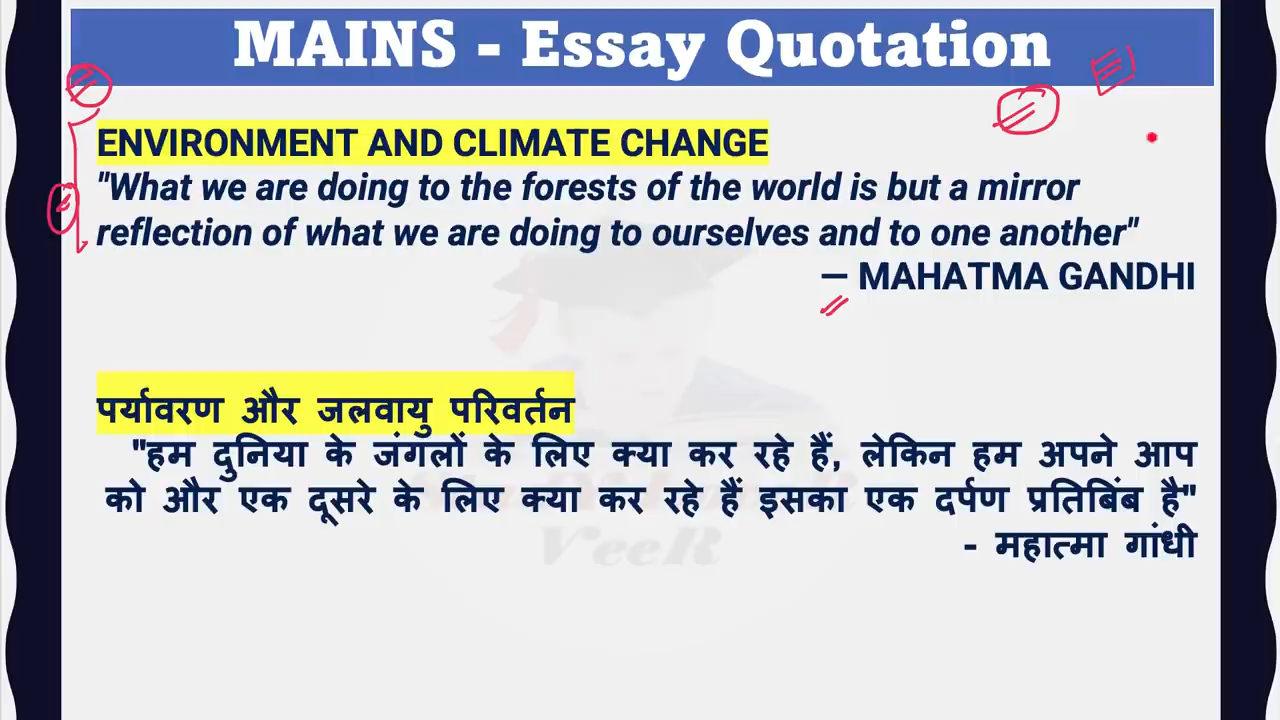 MAINS - Essay Quotation
ENVIRONMENT AND CLIMATE CHANGE
"What we are doing to the forests of the world is but a mirror
reflection of what we are doing to ourselves and to one another"
— MAHATMA GANDHI
पर्यावरण और जलवायु परिवर्तन
"हम दुनिया के जंगलों के लिए क्या कर रहे हैं, लेकिन हम अपने आप
को और एक दूसरे के लिए क्या कर रहे हैं इसका एक दर्पण प्रतिबिंब है"
- महात्मा गांधी
VeeR